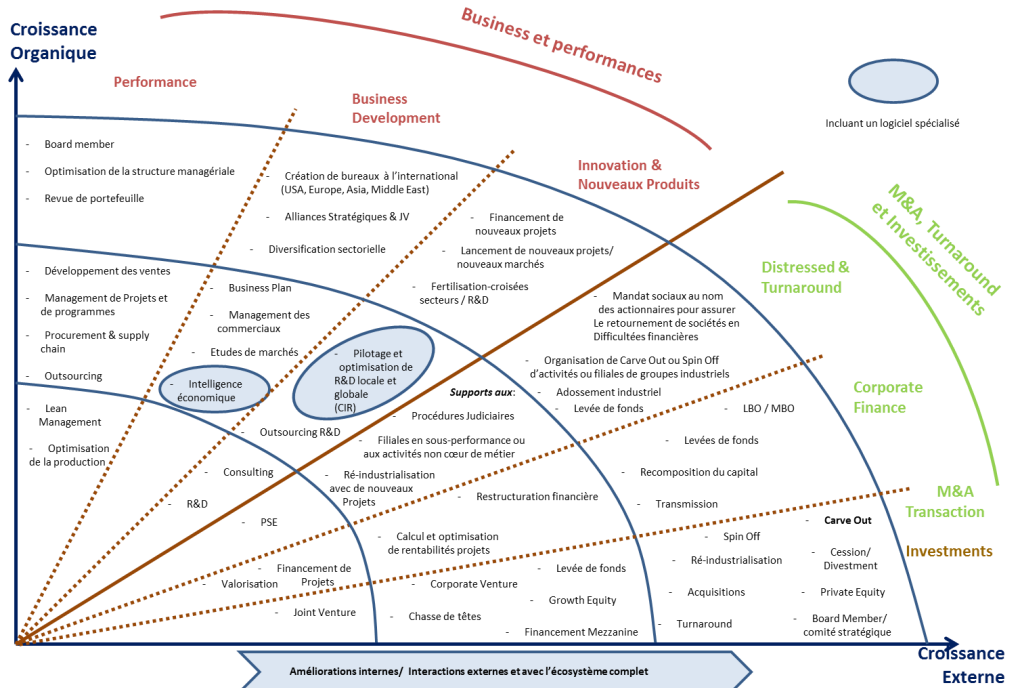 Croissance
Organique
Business et performances
Performance
Business
Development
Incluant un logiciel spécialisé
- Board member
- Optimisation de la structure managériale
- Revue de portefeuille
- Création de bureaux à l'international
(USA, Europe, Asia, Middle East)
- Alliances Stratégiques & JV
- Diversification sectorielle
Innovation &
Nouveaux Produits
- Financement de
nouveaux projets
- Lancement de nouveaux projets/
nouveaux marchés
- Fertilisation-croisées
secteurs / R&D
M&A, Turnaround
et Investissements
Distressed &
Turnaround
- Développement des ventes
- Management de Projets et
de programmes
- Procurement & supply
chain
- Outsourcing
- Business Plan
- Management des
commerciaux
- Etudes de marchés
- Intelligence
économique
- Pilotage et
optimisation de
R&D locale et
globale
(CIR)
- Mandat sociaux au nom
des actionnaires pour assurer
Le retournement de sociétés en
Difficultées financières
- Organisation de Carve Out ou Spin Off
d'activités ou filiales de groupes industriels
- Adossement industriel
- Levée de fonds
Supports aux:
- Procédures Judiciaires
- Filiales en sous-performance ou
aux activités non cœur de métier
- Ré-industrialisation
avec de nouveaux
Projets
Corporate
Finance
- LBO / MBO
- Levées de fonds
- Recomposition du capital
- Transmission
- Restructuration financière
- Calcul et optimisation
de rentabilités projets
- Lean
Management
- Optimisation
de la production
- Outsourcing R&D
- Consulting
- R&D
- PSE
- Financement de
Projets
- Valorisation
- Joint Venture
M&A
Transaction
- Carve Out
- Spin Off
Investments
- Ré-industrialisation
- Cession/
Divestment
- Levée de fonds
- Corporate Venture
- Acquisitions
- Private Equity
- Growth Equity
- Chasse de têtes
- Financement Mezzanine
- Turnaround
- Board Member/
comité stratégique
Croissance
Externe
Améliorations internes/ Interactions externes et avec l'écosystème complet